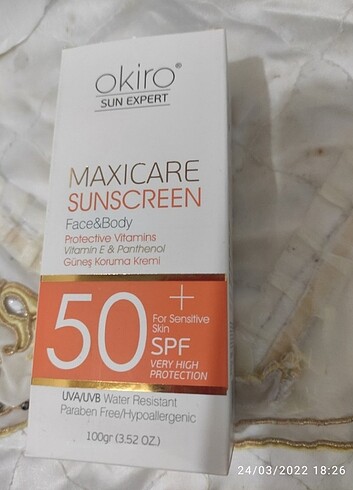 okiro®
SUN EXPERT
MAXICARE
SUNSCREEN
Face&Body
Protective Vitamins
Vitamin E & Panthenol
Güneş Koruma Kremi
50+
For Sensitive
Skin
SPF
VERY HIGH
PROTECTION
UVA/UVB Water Resistant
Paraben Free/Hypoallergenic
100gr (3.52 OZ.)
24/03/2022 18:26